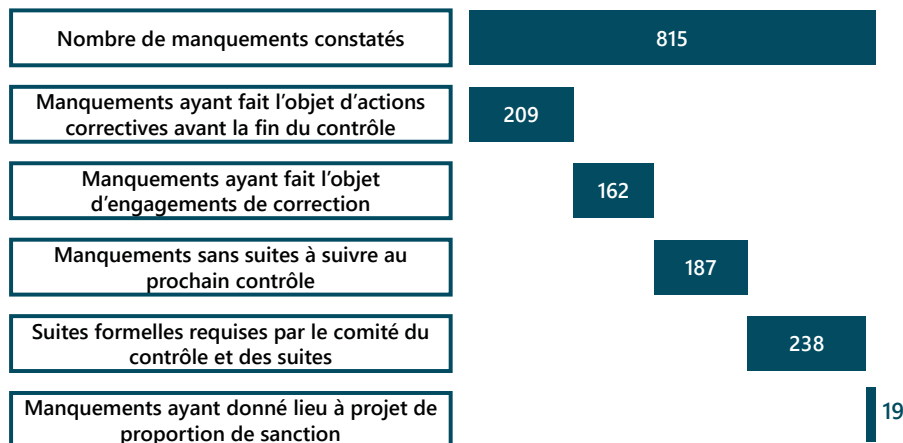 Nombre de manquements constatés
815
Manquements ayant fait l'objet d'actions
correctives avant la fin du contrôle
209
Manquements ayant fait l'objet
d'engagements de correction
162
Manquements sans suites à suivre au
prochain contrôle
187
Suites formelles requises par le comité du
contrôle et des suites
238
Manquements ayant donné lieu à projet de
proportion de sanction
19